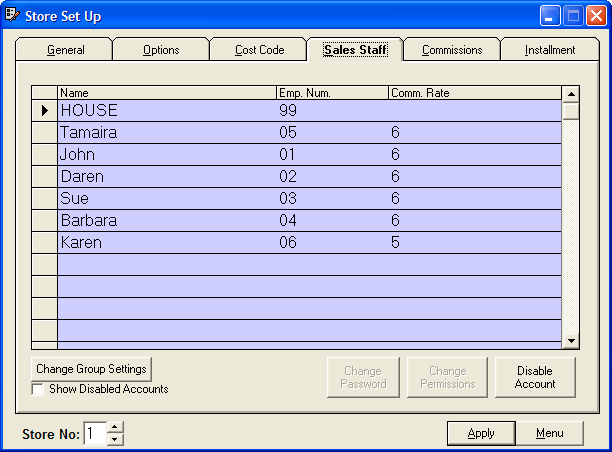 Store Set Up
General Options Cost Code Sales Staff Commissions Installment
Name Emp. Num. Comm. Rate
HOUSE 99
Tamaira 05 6
John 01 6
Daren 02 6
Sue 03 6
Barbara 04 6
Karen 06 5
Change Group Settings
Show Disabled Accounts
Change
Password
Change
Permissions
Disable
Account
Store No: 1
Apply Menu